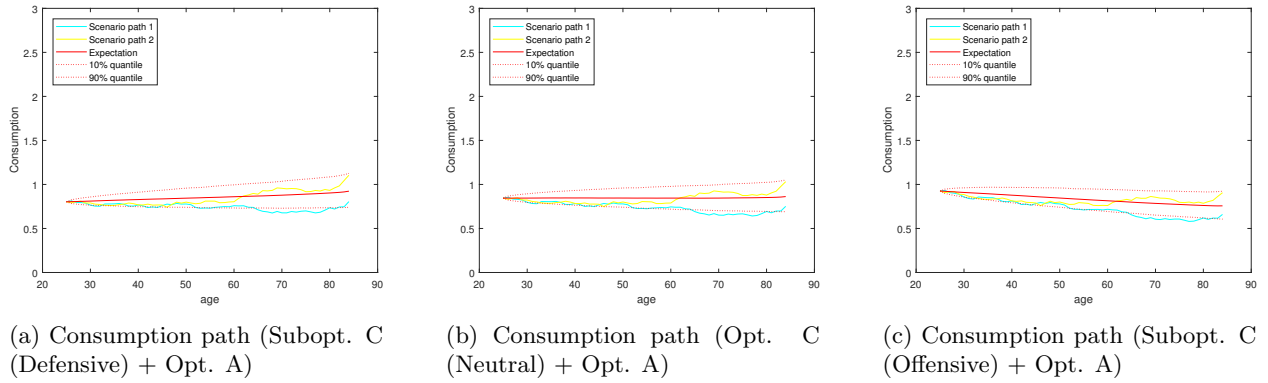 3
2.5
2
1.5
1
0.5
0
Consumption
Scenario path 1
Scenario path 2
Expectation
10% quantile
90% quantile
20 30 40 50 60 70 80 90
age
(a) Consumption path (Subopt. C
(Defensive) + Opt. A)
3
2.5
2
1.5
1
0.5
0
Consumption
Scenario path 1
Scenario path 2
Expectation
10% quantile
90% quantile
20 30 40 50 60 70 80 90
age
(b) Consumption path (Opt. C
(Neutral) + Opt. A)
3
2.5
2
1.5
1
0.5
0
Consumption
Scenario path 1
Scenario path 2
Expectation
10% quantile
90% quantile
20 30 40 50 60 70 80 90
age
(c) Consumption path (Subopt. C
(Offensive) + Opt. A)